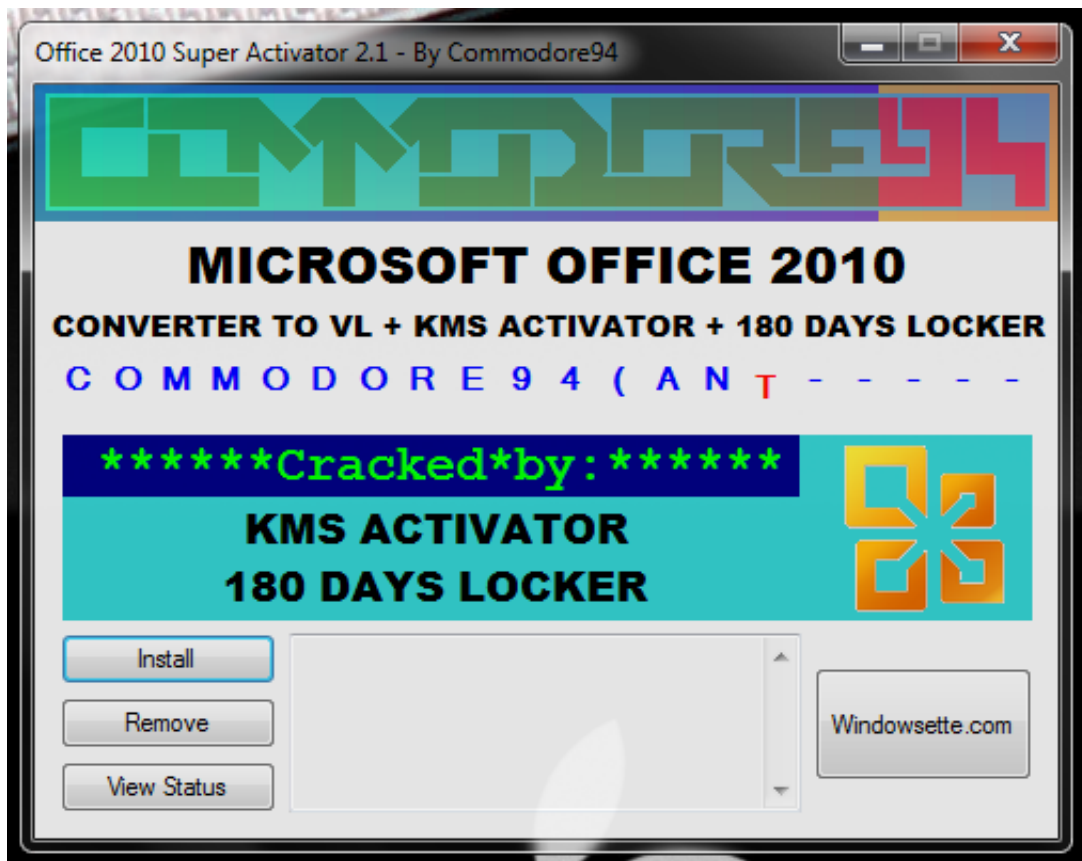 Office 2010 Super Activator 2.1 - By Commodore94
COMMODORE94
MICROSOFT OFFICE 2010
CONVERTER TO VL + KMS ACTIVATOR + 180 DAYS LOCKER
C O M M O D O R E 9 4 ( A N T - - - - -
******Cracked*by:******
KMS ACTIVATOR
180 DAYS LOCKER
Install
Remove
View Status
Windowsette.com